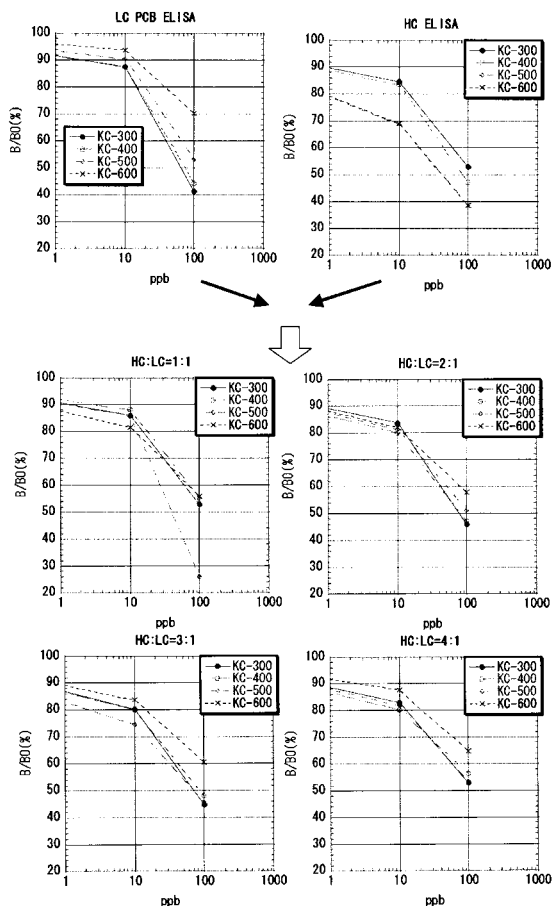 LC PCB ELISA
B/B0(%)
100
90
80
70
60
50
40
30
20
KC-300
KC-400
KC-500
KC-600
1 10 100 1000
ppb
HC ELISA
B/B0(%)
100
90
80
70
60
50
40
30
20
KC-300
KC-400
KC-500
KC-600
1 10 100 1000
ppb
HC:LC=1:1
B/B0(%)
100
90
80
70
60
50
40
30
20
KC-300
KC-400
KC-500
KC-600
1 10 100 1000
ppb
HC:LC=2:1
B/B0(%)
100
90
80
70
60
50
40
30
20
KC-300
KC-400
KC-500
KC-600
1 10 100 1000
ppb
HC:LC=3:1
B/B0(%)
100
90
80
70
60
50
40
30
20
KC-300
KC-400
KC-500
KC-600
1 10 100 1000
ppb
HC:LC=4:1
B/B0(%)
100
90
80
70
60
50
40
30
20
KC-300
KC-400
KC-500
KC-600
1 10 100 1000
ppb